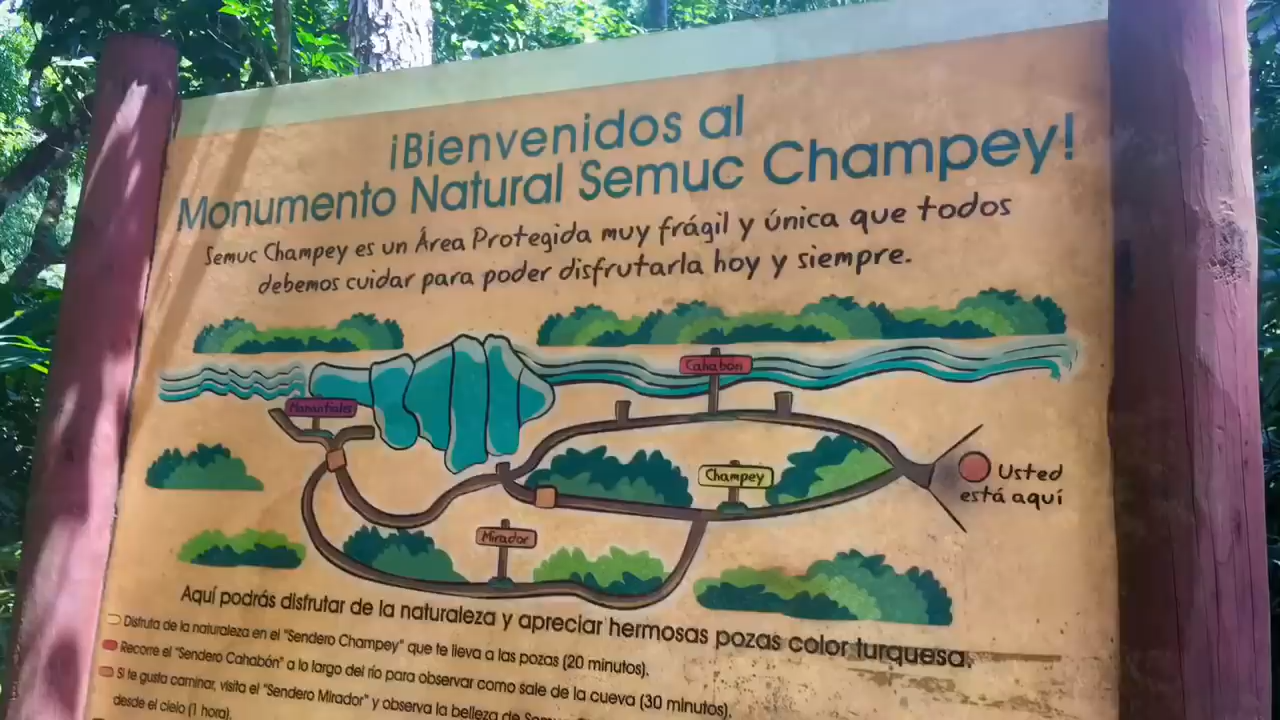 ¡Bienvenidos al
Monumento Natural Semuc Champey!
Semuc Champey es un Área Protegida muy frágil y única que todos
debemos cuidar para poder disfrutarla hoy y siempre.
Cahabón
Manantiales
Champey
Usted
está aquí
Mirador
Aquí podrás disfrutar de la naturaleza y apreciar hermosas pozas color turquesa.
Disfruta de la naturaleza en el "Sendero Champey" que te lleva a las pozas (20 minutos).
Recorre el "Sendero Cahabón" a lo largo del río para observar como sale de la cueva (30 minutos).
Si te gusta caminar, visita el "Sendero Mirador" y observa la belleza de
desde el cielo (1 hora).